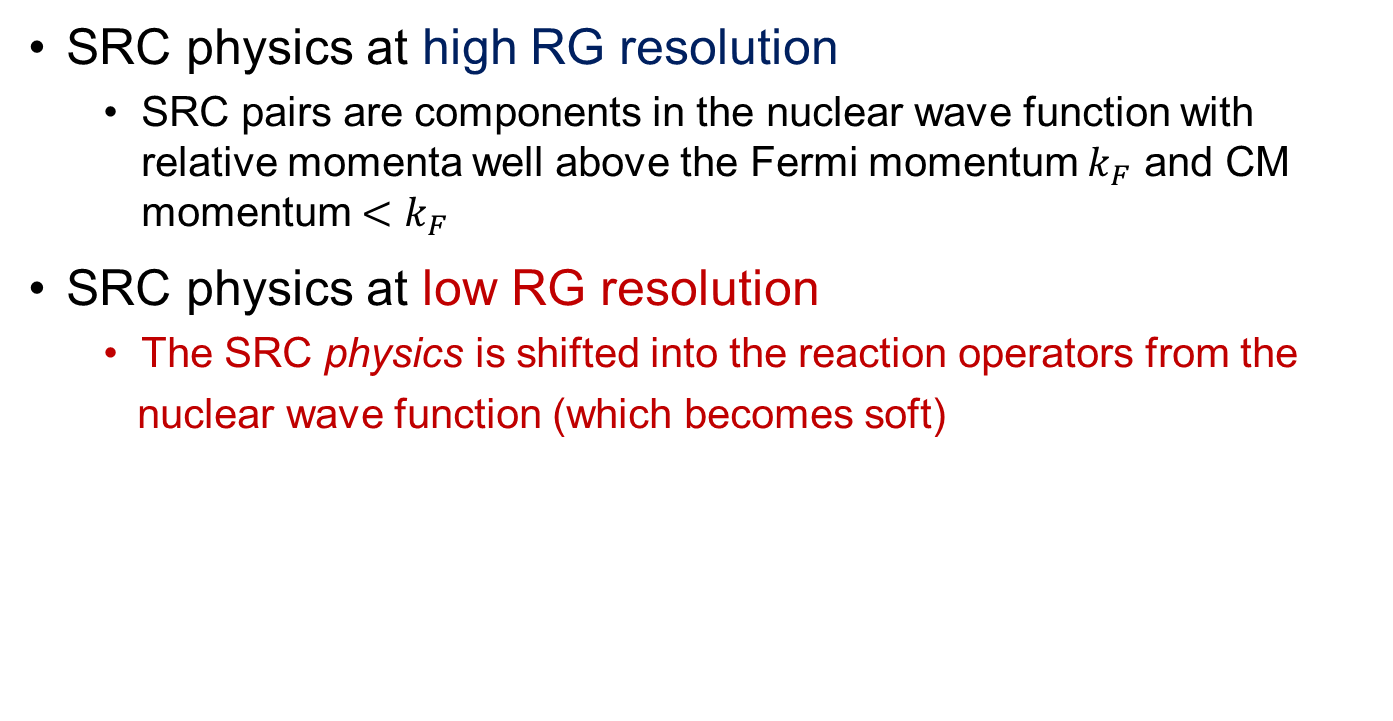 • SRC physics at high RG resolution
• SRC pairs are components in the nuclear wave function with
relative momenta well above the Fermi momentum k_F and CM
momentum < k_F
• SRC physics at low RG resolution
• The SRC physics is shifted into the reaction operators from the
nuclear wave function (which becomes soft)